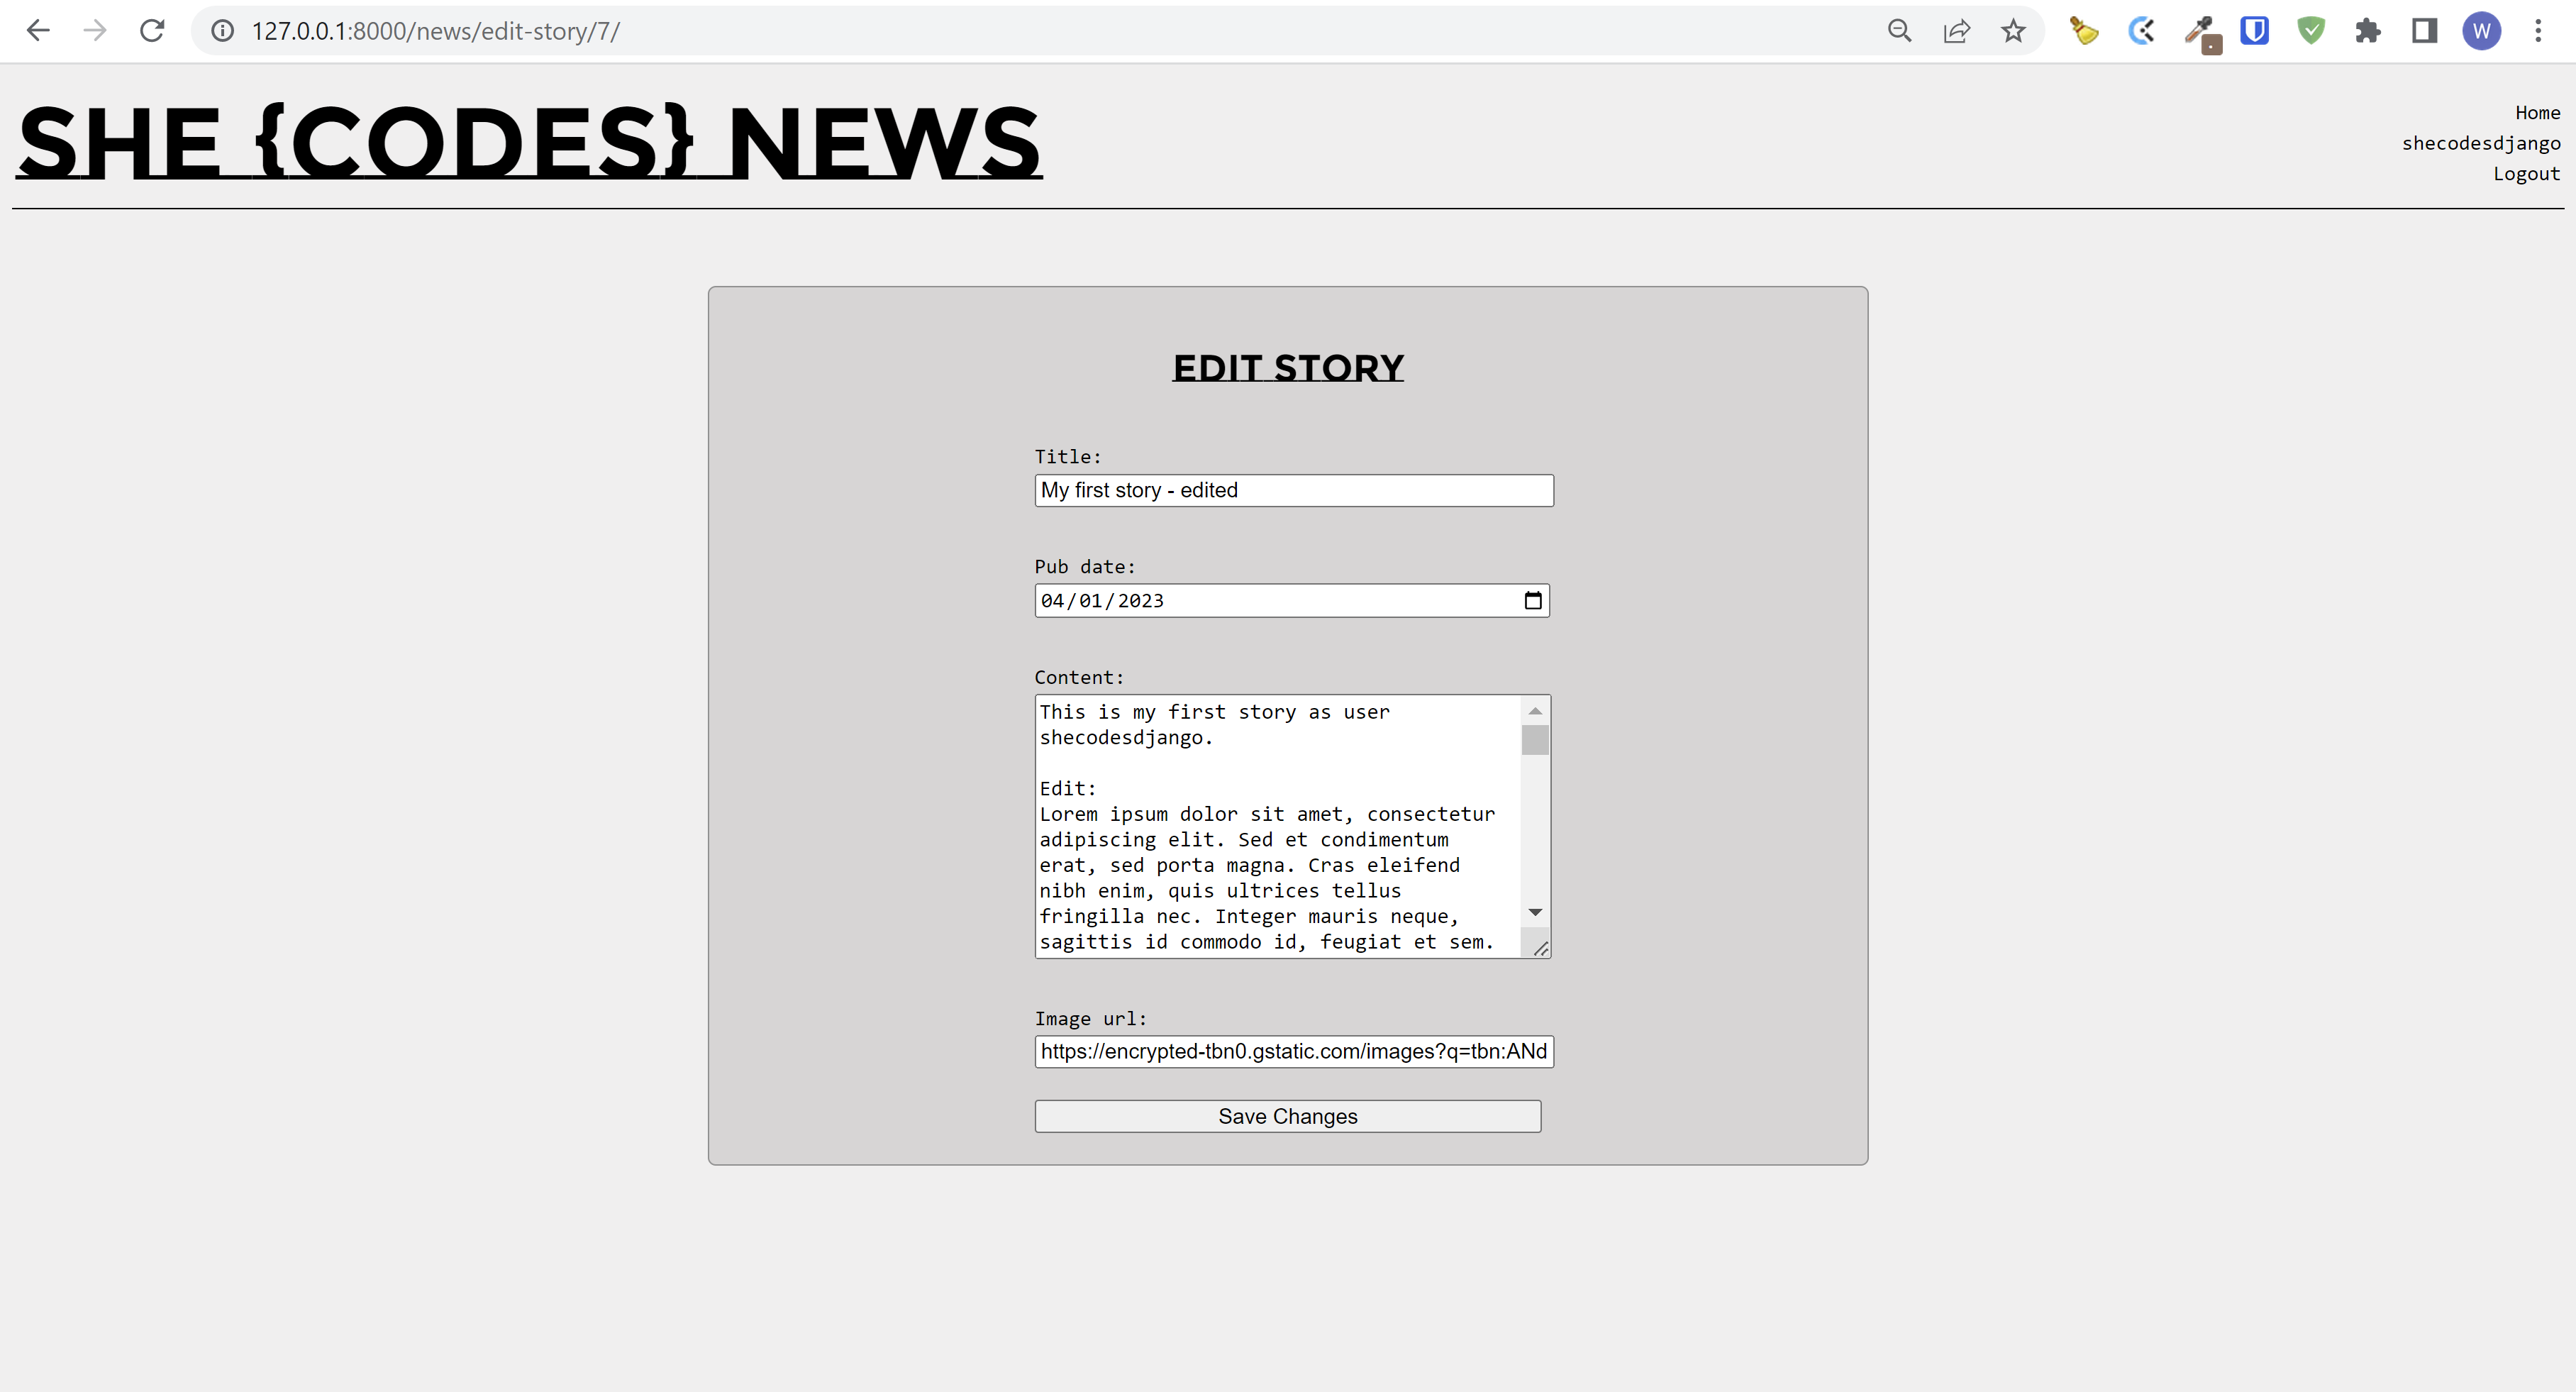 127.0.0.1:8000/news/edit-story/7/
W
SHE {CODES} NEWS
Home
shecodesdjango
Logout
EDIT STORY
Title:
My first story - edited
Pub date:
04/01/2023
Content:
This is my first story as user
shecodesdjango.
Edit:
Lorem ipsum dolor sit amet, consectetur
adipiscing elit. Sed et condimentum
erat, sed porta magna. Cras eleifend
nibh enim, quis ultrices tellus
fringilla nec. Integer mauris neque,
sagittis id commodo id, feugiat et sem.
Image url:
https://encrypted-tbn0.gstatic.com/images?q=tbn:ANd
Save Changes